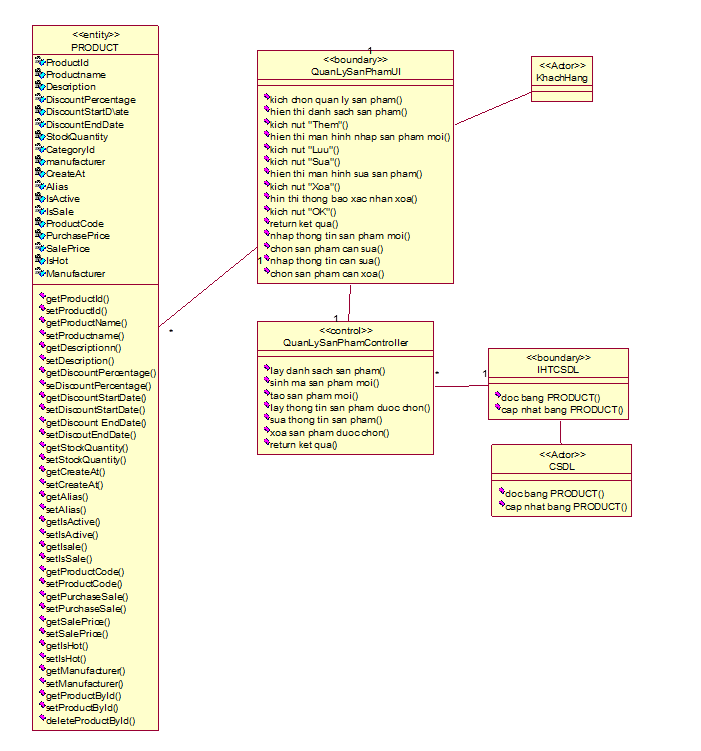 <<entity>>
PRODUCT
ProductId
Productname
Description
DiscountPercentage
DiscountStartD\ate
DiscountEndDate
StockQuantity
CategoryId
manufacturer
CreateAt
Alias
IsActive
IsSale
ProductCode
PurchasePrice
SalePrice
IsHot
Manufacturer
getProductId()
setProductId()
getProductName()
setProductname()
getDescriptionn()
setDescription()
getDiscountPercentage()
seDiscountPercentage()
getDiscountStartDate()
setDiscountStartDate()
getDiscount EndDate()
setDiscoutEndDate()
getStockQuantity()
setStockQuantity()
getCreateAt()
setCreateAt()
getAlias()
setAlias()
getIsActive()
setIsActive()
getIsale()
setIsSale()
getProductCode()
setProductCode()
getPurchaseSale()
setPurchaseSale()
getSalePrice()
setSalePrice()
getIsHot()
setIsHot()
getManufacturer()
setManufacturer()
getProductById()
setProductById()
deleteProductById()
*
1
1
<<boundary>>
QuanLySanPhamUI
kich chon quan ly san pham()
hien thi danh sach san pham()
kich nut "Them"()
hien thi man hinh nhap san pham moi()
kich nut "Luu"()
kich nut "Sua"()
hien thi man hinh sua san pham()
kich nut "Xoa"()
hin thi thong bao xac nhan xoa()
kich nut "OK"()
return ket qua()
nhap thong tin san pham moi()
chon san pham can sua()
nhap thong tin can sua()
chon san pham can xoa()
<<Actor>>
KhachHang
1
<<control>>
QuanLySanPhamController
lay danh sach san pham()
sinh ma san pham moi()
tao san pham moi()
lay thong tin san pham duoc chon()
sua thong tin san pham()
xoa san pham duoc chon()
return ket qua()
*
1
<<boundary>>
IHTCSDL
doc bang PRODUCT()
cap nhat bang PRODUCT()
<<Actor>>
CSDL
doc bang PRODUCT()
cap nhat bang PRODUCT()